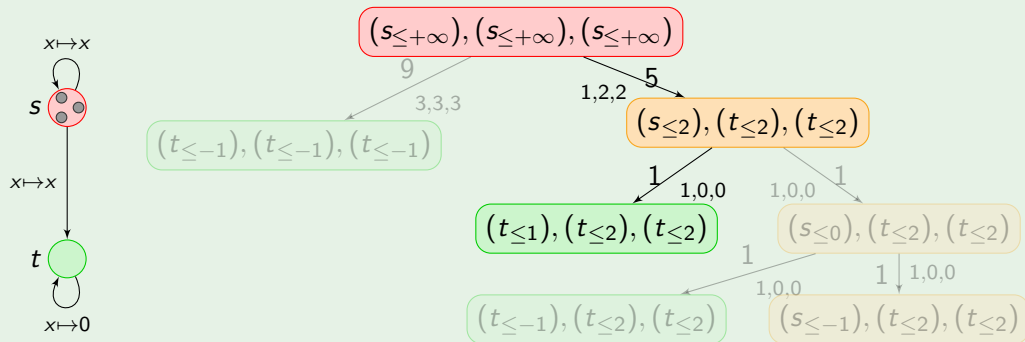 x↦x
s
x↦x
t
x↦0
(s≤+∞), (s≤+∞), (s≤+∞)
9
3,3,3
5
1,2,2
(t≤−1), (t≤−1), (t≤−1)
(s≤2), (t≤2), (t≤2)
1
1,0,0
1
1,0,0
(t≤1), (t≤2), (t≤2)
(s≤0), (t≤2), (t≤2)
1
1,0,0
1
1,0,0
(t≤−1), (t≤2), (t≤2)
(s≤−1), (t≤2), (t≤2)